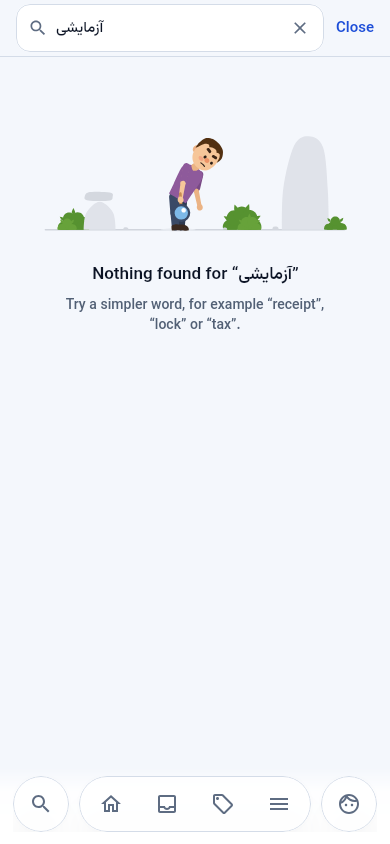 آزمایشی
Close
Nothing found for “آزمایشی”
Try a simpler word, for example “receipt”,
“lock” or “tax”.